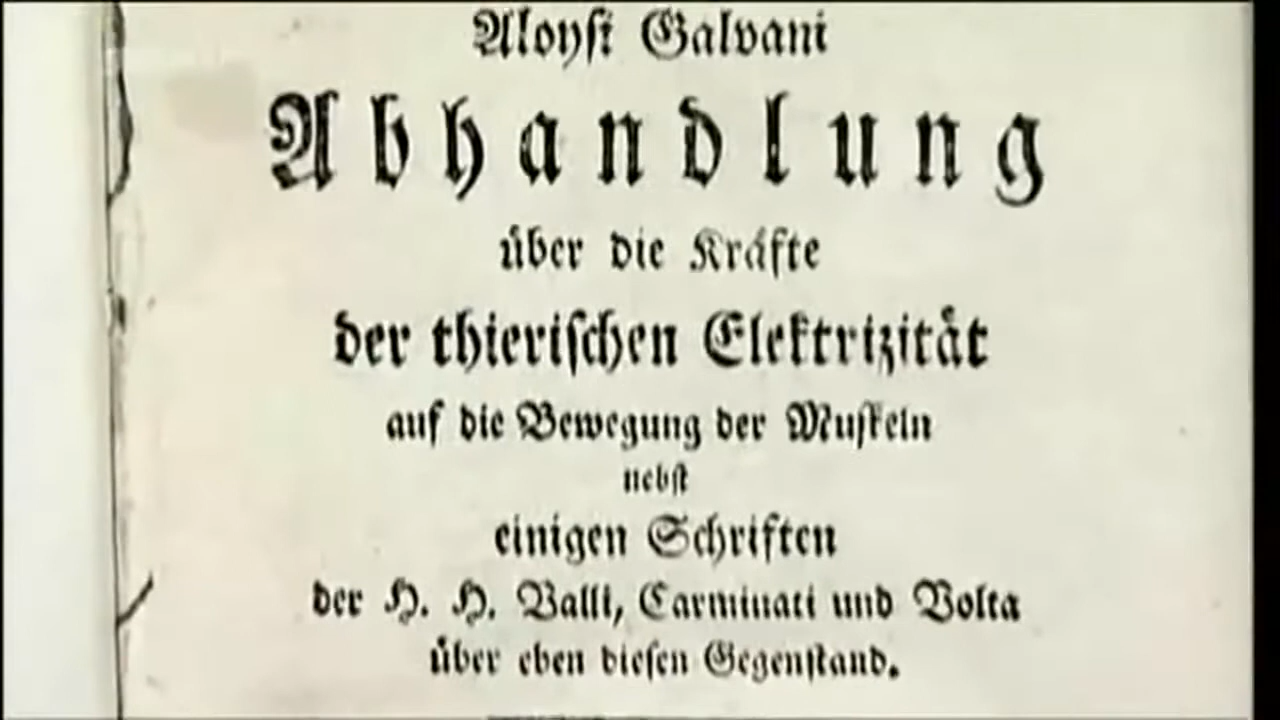 Aloysi Galvani
Abhandlung
über die Kräfte
der thierischen Elektrizität
auf die Bewegung der Muskeln
nebst
einigen Schriften
der H. H. Valli, Carminati und Volta
über eben diesen Gegenstand.